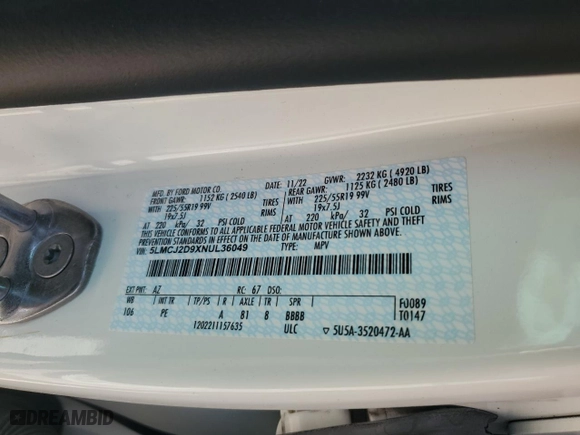 MFD. BY FORD MOTOR CO.
DATE: 11/22 GVWR: 2232 KG ( 4920 LB)
FRONT GAWR: 1152 KG ( 2540 LB)
REAR GAWR: 1125 KG ( 2480 LB)
WITH 225/55R19 99V TIRES
WITH 225/55R19 99V TIRES
19x7.5J RIMS
19x7.5J RIMS
AT 220 kPa/ 32 PSI COLD
AT 220 kPa/ 32 PSI COLD
THIS VEHICLE CONFORMS TO ALL APPLICABLE FEDERAL MOTOR VEHICLE SAFETY AND THEFT
PREVENTION STANDARDS IN EFFECT ON THE DATE OF MANUFACTURE SHOWN ABOVE.
VIN: 5LMCJ2D9XNUL36049 TYPE: MPV
EXT PNT: AZ RC: 67 DSO:
WB INT TR TP/PS R AXLE TR SPR F0089
106 PE A B1 8 BBBB T0147
1202211157635 ULC 5U5A-3520472-AA
DREAMBID